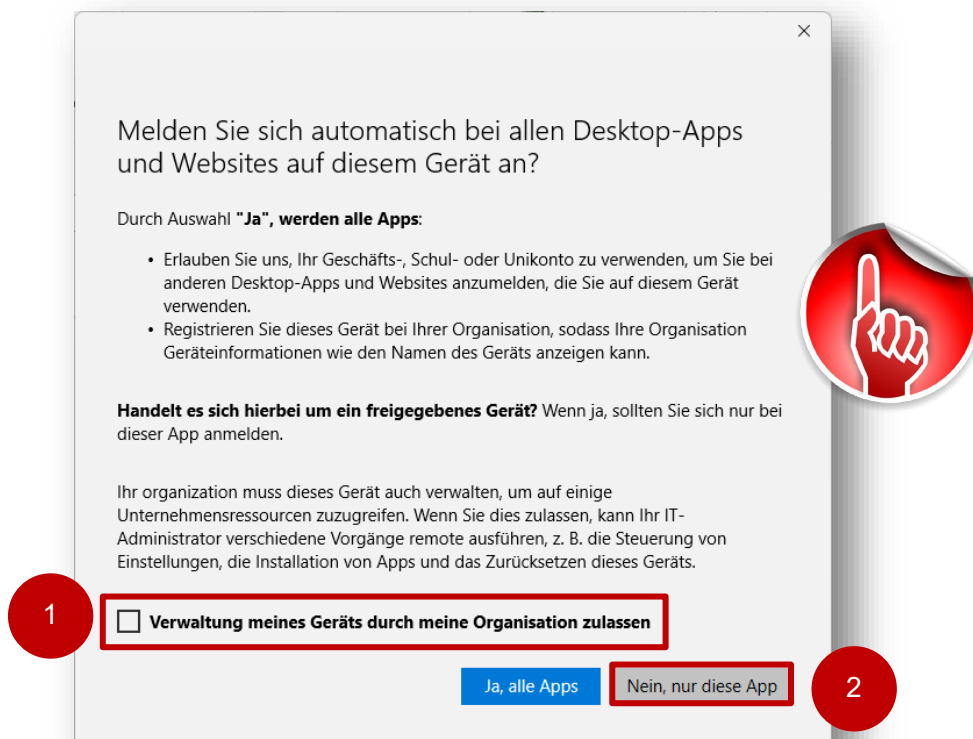 Melden Sie sich automatisch bei allen Desktop-Apps
und Websites auf diesem Gerät an?
Durch Auswahl "Ja", werden alle Apps:
• Erlauben Sie uns, Ihr Geschäfts-, Schul- oder Unikonto zu verwenden, um Sie bei
anderen Desktop-Apps und Websites anzumelden, die Sie auf diesem Gerät
verwenden.
• Registrieren Sie dieses Gerät bei Ihrer Organisation, sodass Ihre Organisation
Geräteinformationen wie den Namen des Geräts anzeigen kann.
Handelt es sich hierbei um ein freigegebenes Gerät? Wenn ja, sollten Sie sich nur bei
dieser App anmelden.
Ihr organization muss dieses Gerät auch verwalten, um auf einige
Unternehmensressourcen zuzugreifen. Wenn Sie dies zulassen, kann Ihr IT-
Administrator verschiedene Vorgänge remote ausführen, z. B. die Steuerung von
Einstellungen, die Installation von Apps und das Zurücksetzen dieses Geräts.
1
Verwaltung meines Geräts durch meine Organisation zulassen
Ja, alle Apps
Nein, nur diese App
2